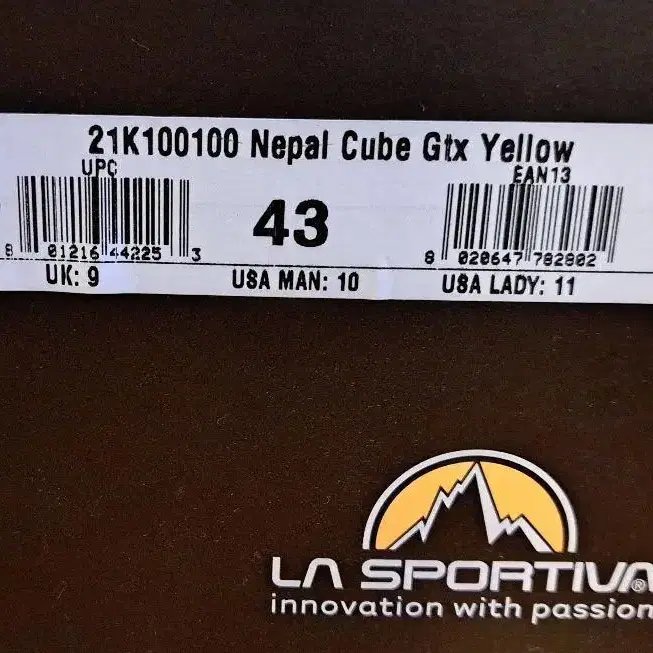 21K100100 Nepal Cube Gtx Yellow
UPC EAN13
43
8 01216 44225 3 8 020647 782802
UK: 9 USA MAN: 10 USA LADY: 11
LA SPORTIVA®
innovation with passion